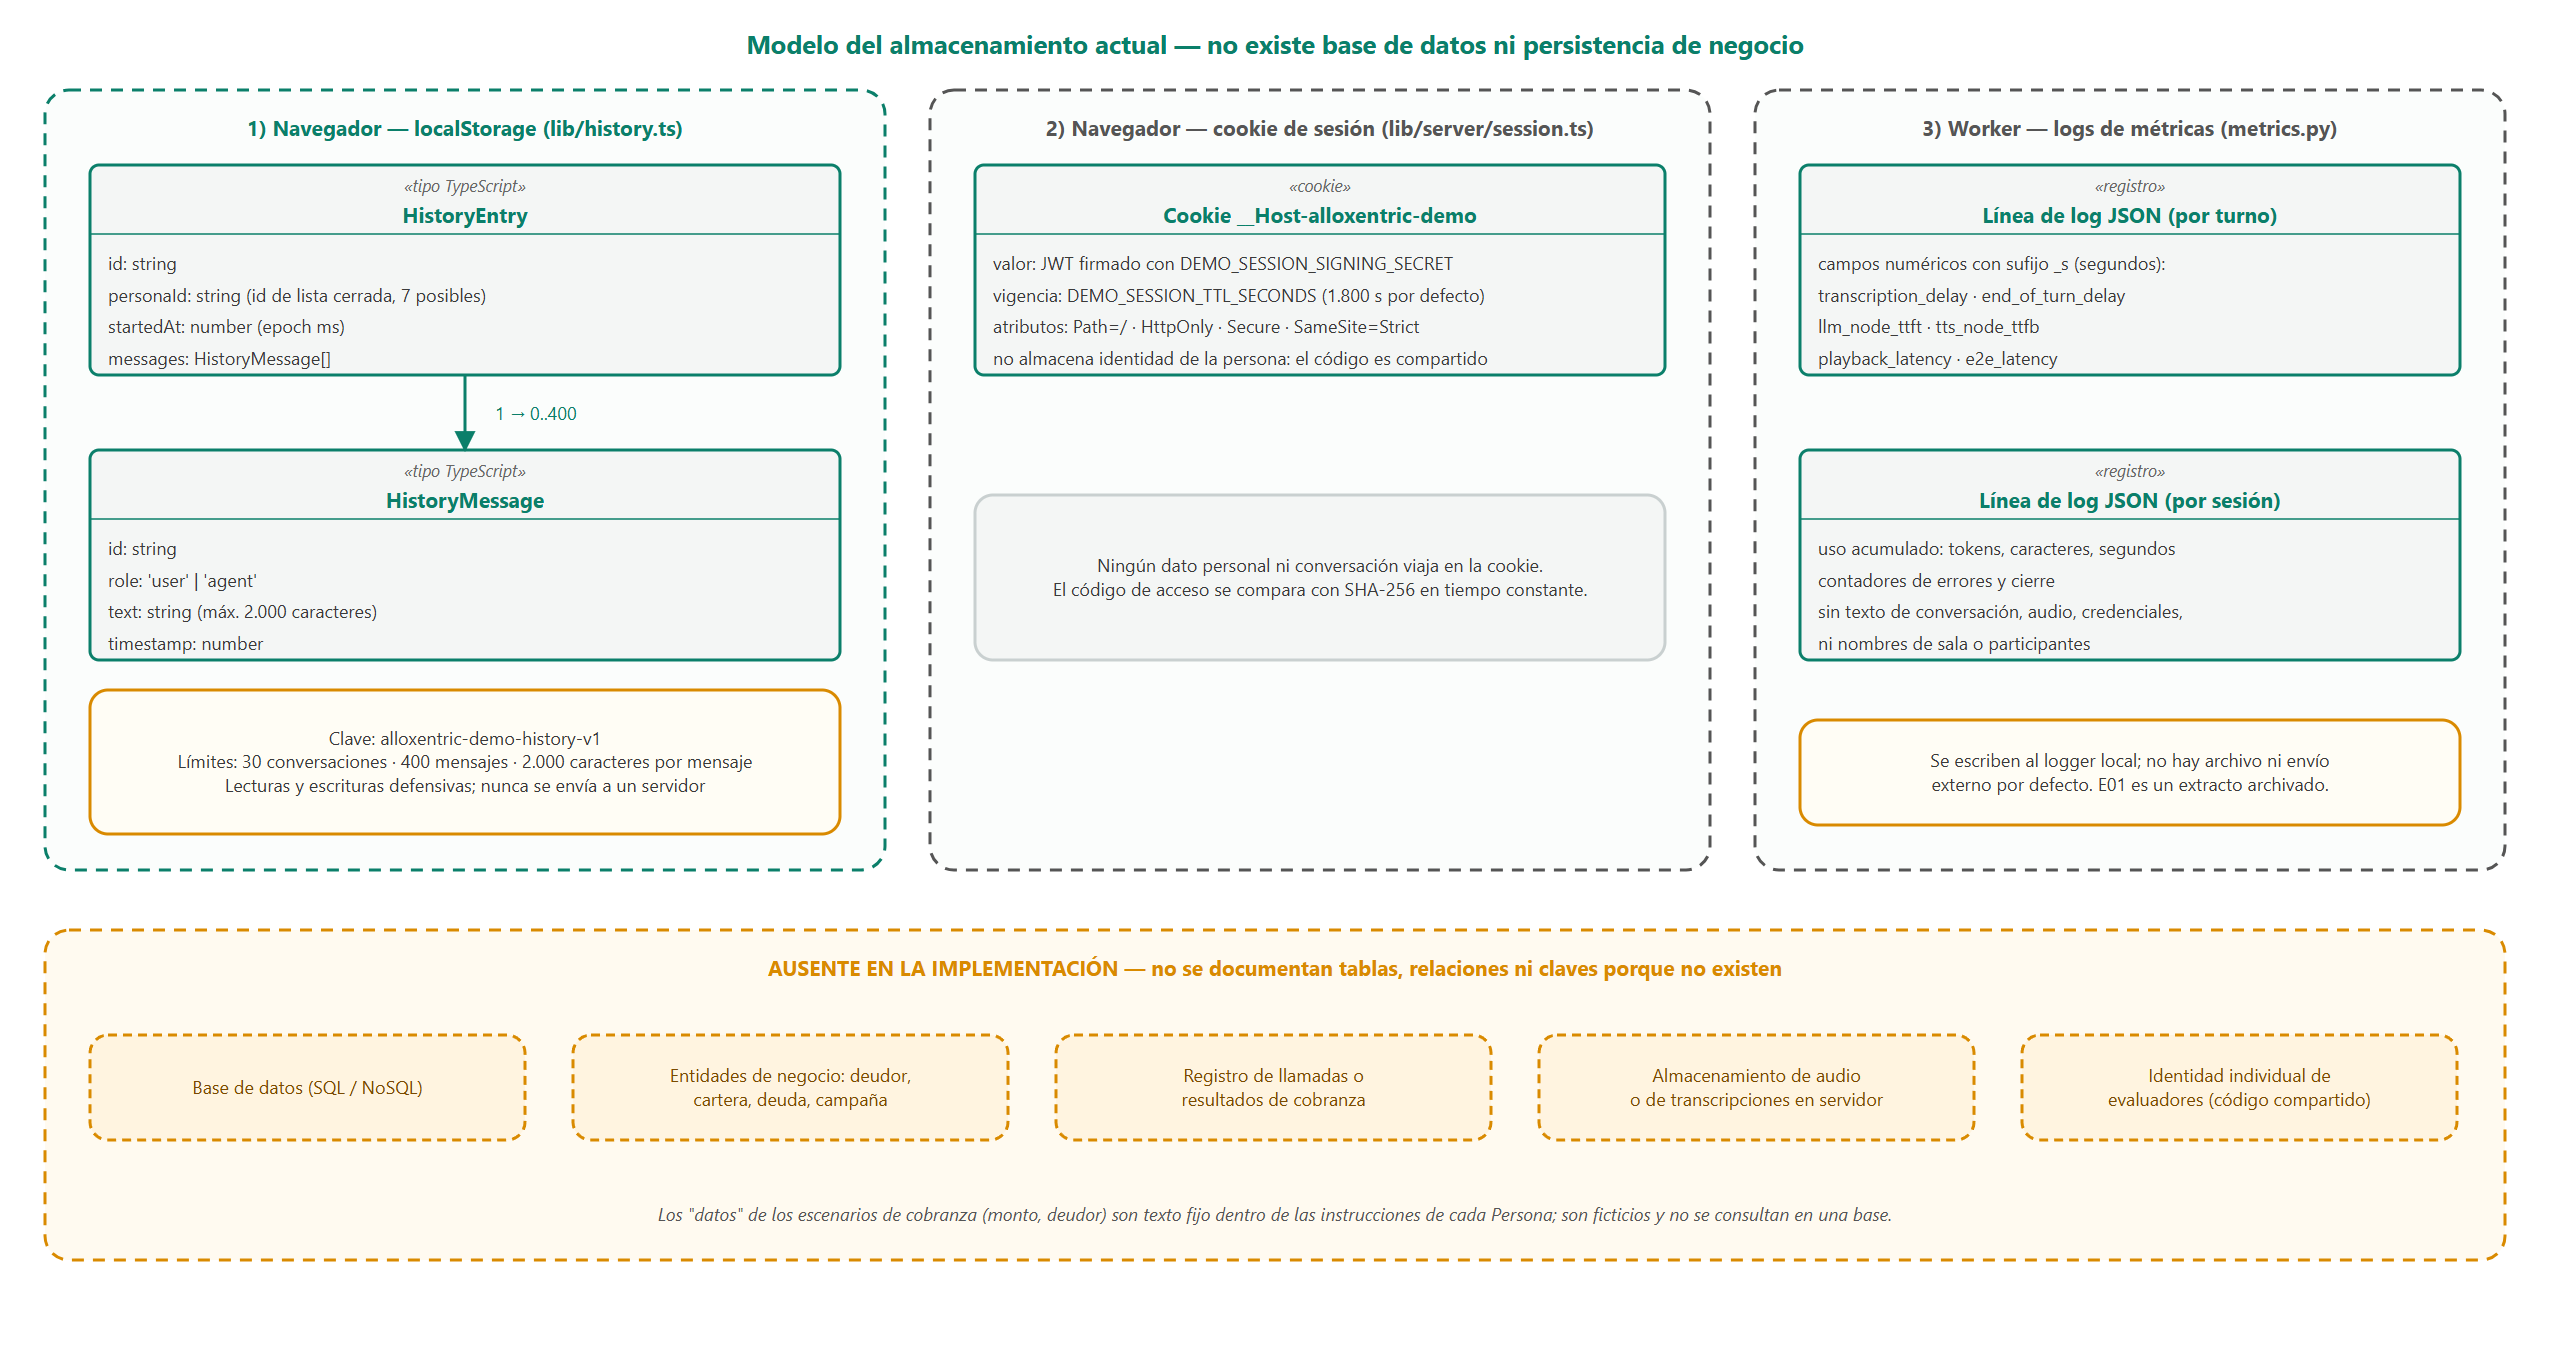 Modelo del almacenamiento actual — no existe base de datos ni persistencia de negocio
1) Navegador — localStorage (lib/history.ts)
«tipo TypeScript»
HistoryEntry
id: string
personaId: string (id de lista cerrada, 7 posibles)
startedAt: number (epoch ms)
messages: HistoryMessage[]
1 → 0..400
«tipo TypeScript»
HistoryMessage
id: string
role: 'user' | 'agent'
text: string (máx. 2.000 caracteres)
timestamp: number
Clave: alloxentric-demo-history-v1
Límites: 30 conversaciones · 400 mensajes · 2.000 caracteres por mensaje
Lecturas y escrituras defensivas; nunca se envía a un servidor
2) Navegador — cookie de sesión (lib/server/session.ts)
«cookie»
Cookie __Host-alloxentric-demo
valor: JWT firmado con DEMO_SESSION_SIGNING_SECRET
vigencia: DEMO_SESSION_TTL_SECONDS (1.800 s por defecto)
atributos: Path=/ · HttpOnly · Secure · SameSite=Strict
no almacena identidad de la persona: el código es compartido
Ningún dato personal ni conversación viaja en la cookie.
El código de acceso se compara con SHA-256 en tiempo constante.
3) Worker — logs de métricas (metrics.py)
«registro»
Línea de log JSON (por turno)
campos numéricos con sufijo _s (segundos):
transcription_delay · end_of_turn_delay
llm_node_ttft · tts_node_ttfb
playback_latency · e2e_latency
«registro»
Línea de log JSON (por sesión)
uso acumulado: tokens, caracteres, segundos
contadores de errores y cierre
sin texto de conversación, audio, credenciales,
ni nombres de sala o participantes
Se escriben al logger local; no hay archivo ni envío
externo por defecto. E01 es un extracto archivado.
AUSENTE EN LA IMPLEMENTACIÓN — no se documentan tablas, relaciones ni claves porque no existen
Base de datos (SQL / NoSQL)
Entidades de negocio: deudor,
cartera, deuda, campaña
Registro de llamadas o
resultados de cobranza
Almacenamiento de audio
o de transcripciones en servidor
Identidad individual de
evaluadores (código compartido)
Los "datos" de los escenarios de cobranza (monto, deudor) son texto fijo dentro de las instrucciones de cada Persona; son ficticios y no se consultan en una base.